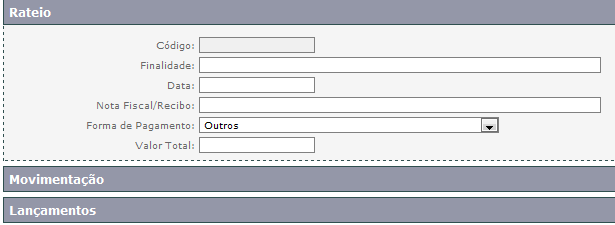 Rateio
Código:
Finalidade:
Data:
Nota Fiscal/Recibo:
Forma de Pagamento: Outros
Valor Total:
Movimentação
Lançamentos